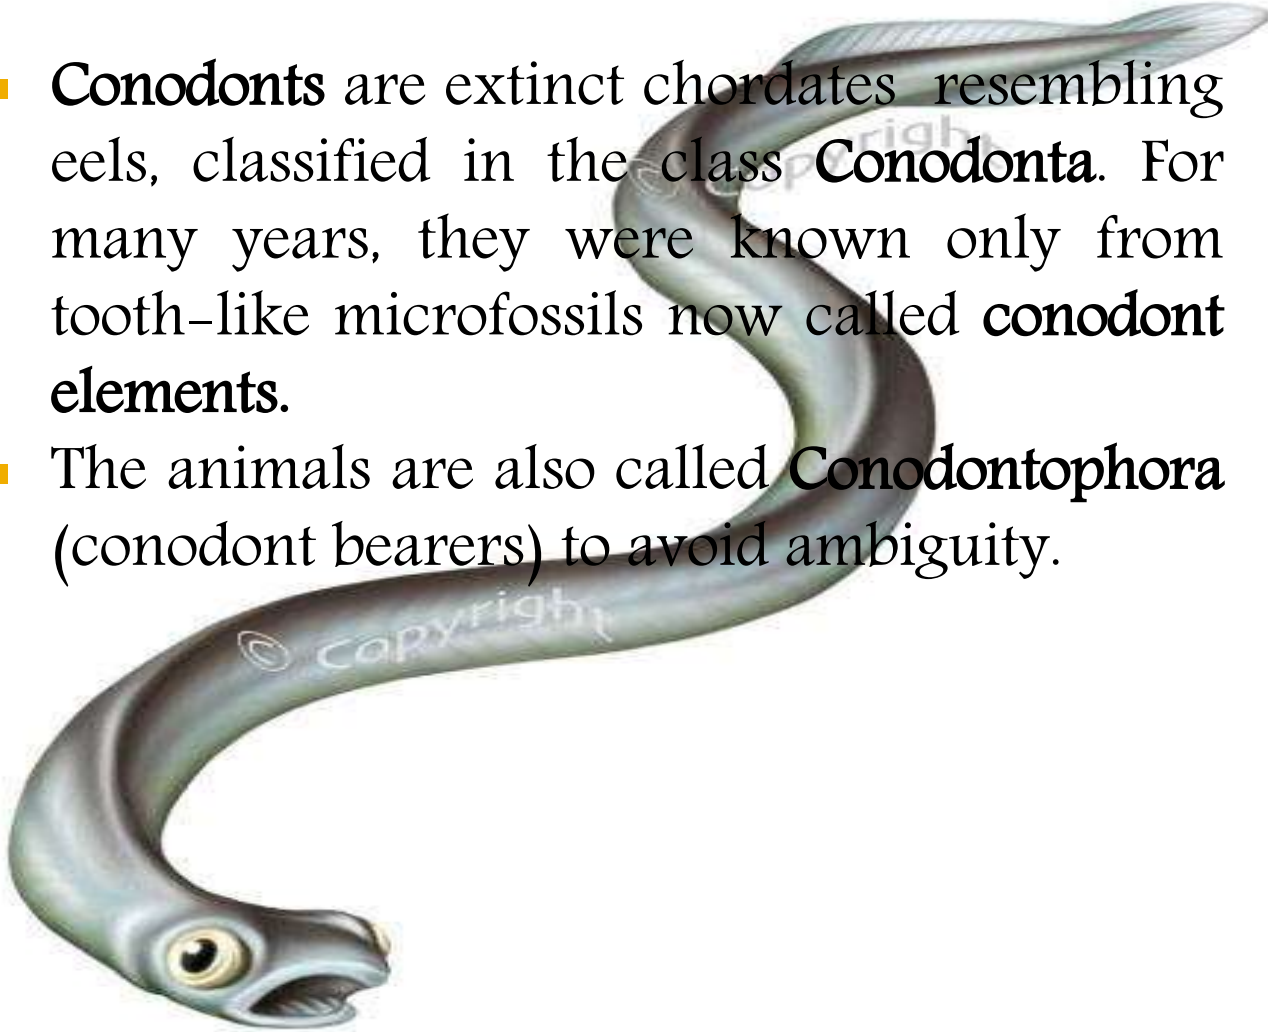 Conodonts are extinct chordates resembling
eels, classified in the class Conodonta. For
many years, they were known only from
tooth-like microfossils now called conodont
elements.
The animals are also called Conodontophora
(conodont bearers) to avoid ambiguity.
© copyright
© copyright